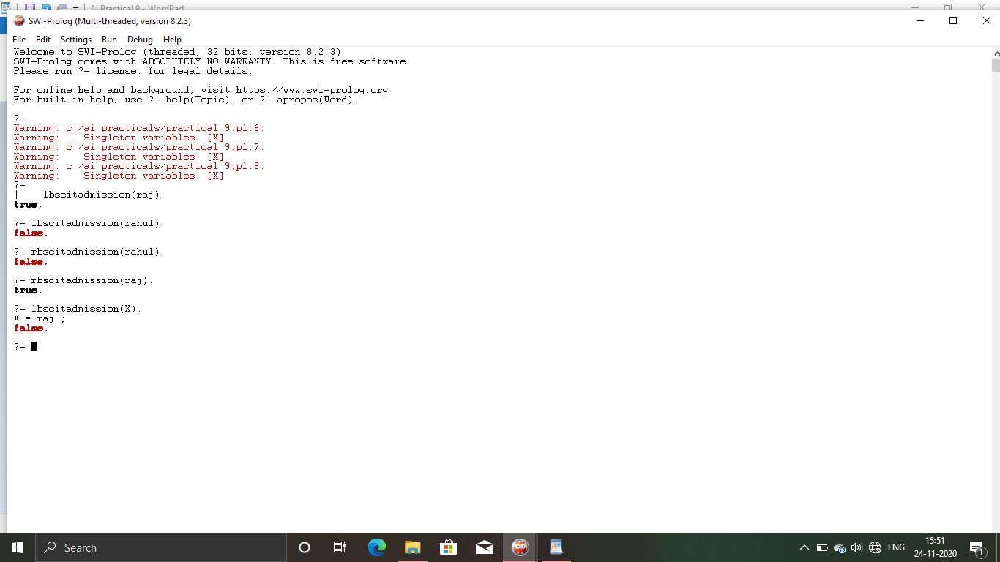 AI Practical 9 - WordPad
SWI-Prolog (Multi-threaded, version 8.2.3)
File Edit Settings Run Debug Help
Welcome to SWI-Prolog (threaded, 32 bits, version 8.2.3)
SWI-Prolog comes with ABSOLUTELY NO WARRANTY. This is free software.
Please run ?- license. for legal details.
For online help and background, visit https://www.swi-prolog.org
For built-in help, use ?- help(Topic). or ?- apropos(Word).
?-
Warning: c:/ai practicals/practical 9.pl:6:
Warning:    Singleton variables: [X]
Warning: c:/ai practicals/practical 9.pl:7:
Warning:    Singleton variables: [X]
Warning: c:/ai practicals/practical 9.pl:8:
Warning:    Singleton variables: [X]
?-
|    lbscitadmission(raj).
true.
?- lbscitadmission(rahul).
false.
?- rbscitadmission(rahul).
false.
?- rbscitadmission(raj).
true.
?- lbscitadmission(X).
X = raj ;
false.
?-
Search
ENG
15:51
24-11-2020
1